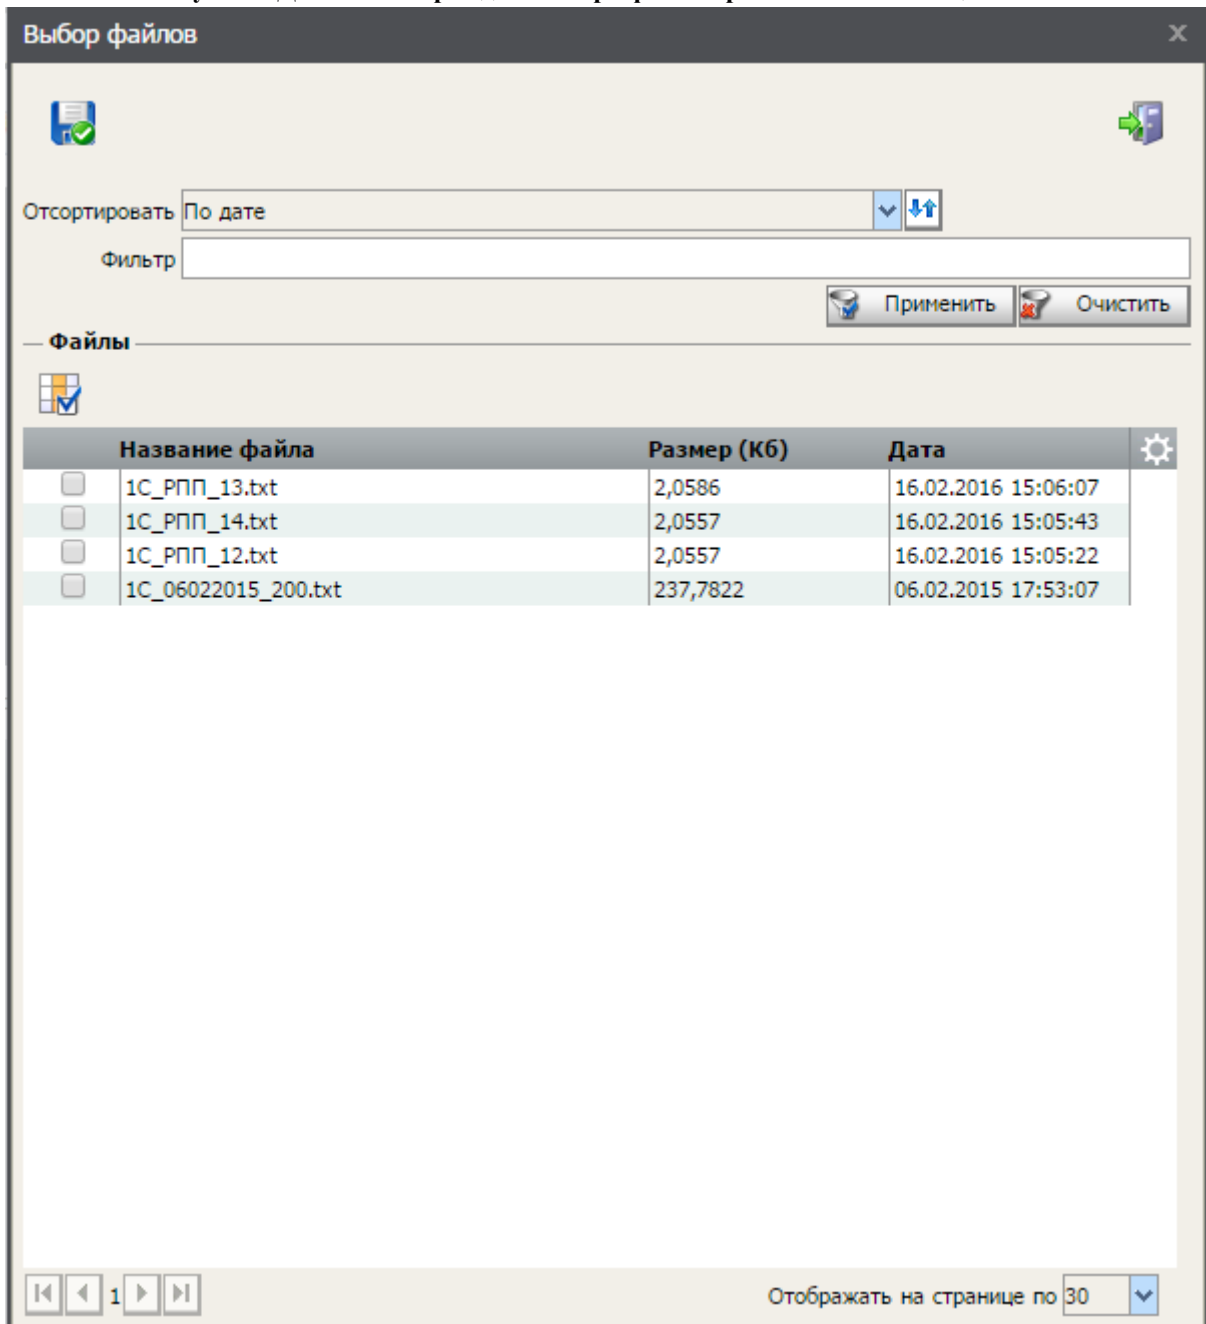 Выбор файлов x
Отсортировать По дате
Фильтр
Применить Очистить
Файлы
Название файла Размер (Кб) Дата
1С_РПП_13.txt 2,0586 16.02.2016 15:06:07
1С_РПП_14.txt 2,0557 16.02.2016 15:05:43
1С_РПП_12.txt 2,0557 16.02.2016 15:05:22
1С_06022015_200.txt 237,7822 06.02.2015 17:53:07
1 Отображать на странице по 30